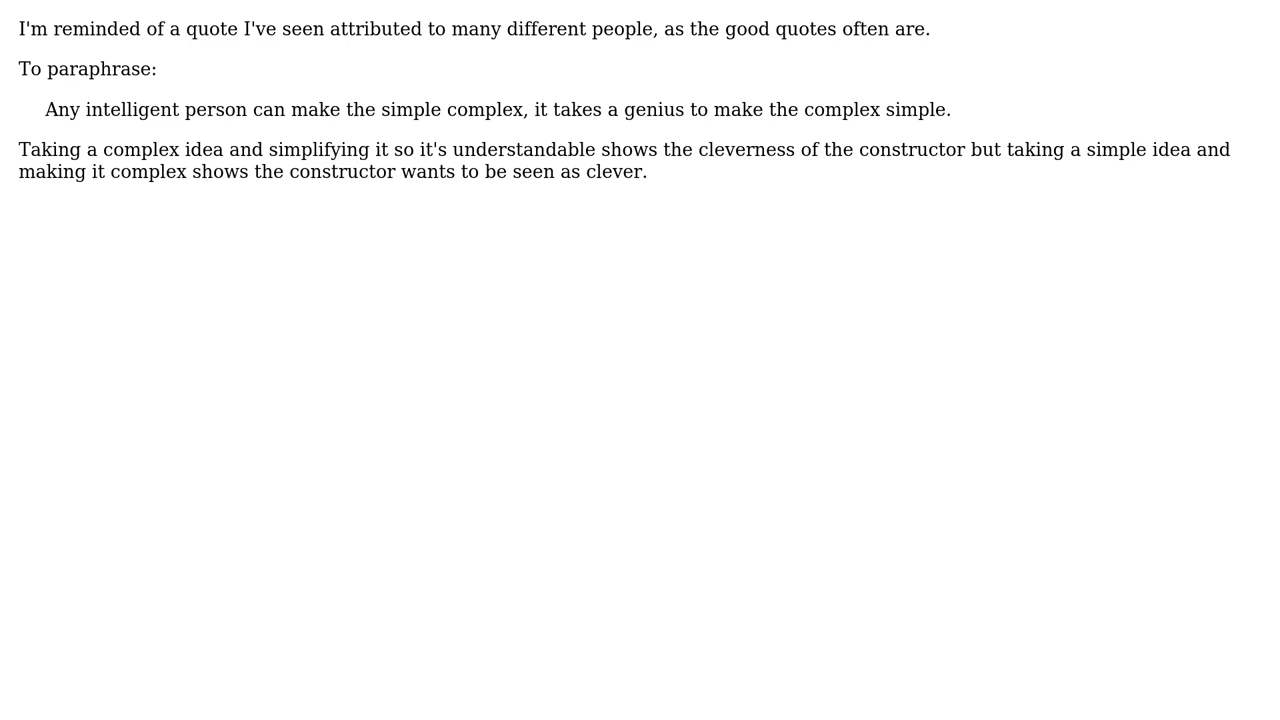 I'm reminded of a quote I've seen attributed to many different people, as the good quotes often are.
To paraphrase:
Any intelligent person can make the simple complex, it takes a genius to make the complex simple.
Taking a complex idea and simplifying it so it's understandable shows the cleverness of the constructor but taking a simple idea and
making it complex shows the constructor wants to be seen as clever.